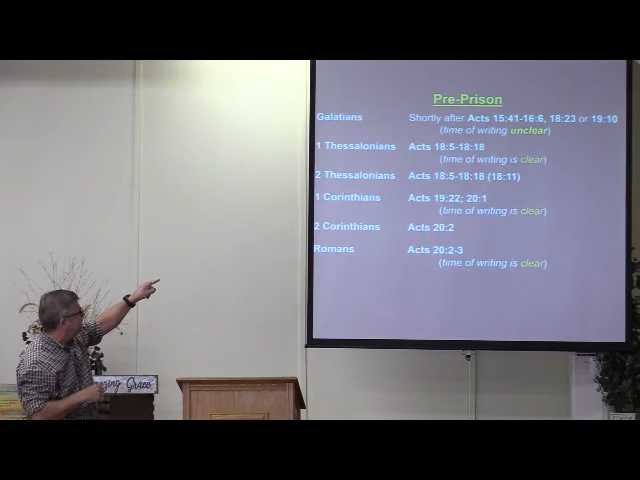 Pre-Prison
Galatians Shortly after Acts 15:41-16:6, 18:23 or 19:10
(time of writing unclear)
1 Thessalonians Acts 18:5-18:18
(time of writing is clear)
2 Thessalonians Acts 18:5-18:18 (18:11)
1 Corinthians Acts 19:22; 20:1
(time of writing is clear)
2 Corinthians Acts 20:2
Romans Acts 20:2-3
(time of writing is clear)
Grace